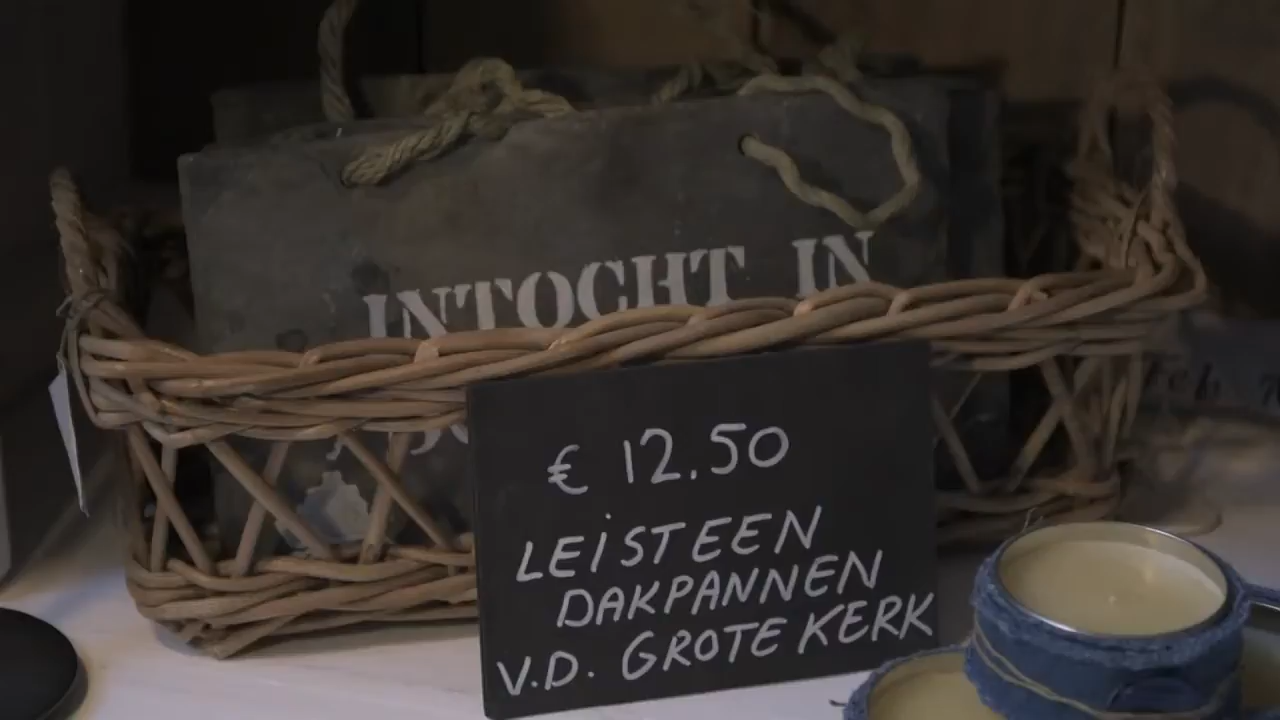 INTOCHT IN
€ 12.50
LEISTEEN
DAKPANNEN
V.D. GROTE KERK